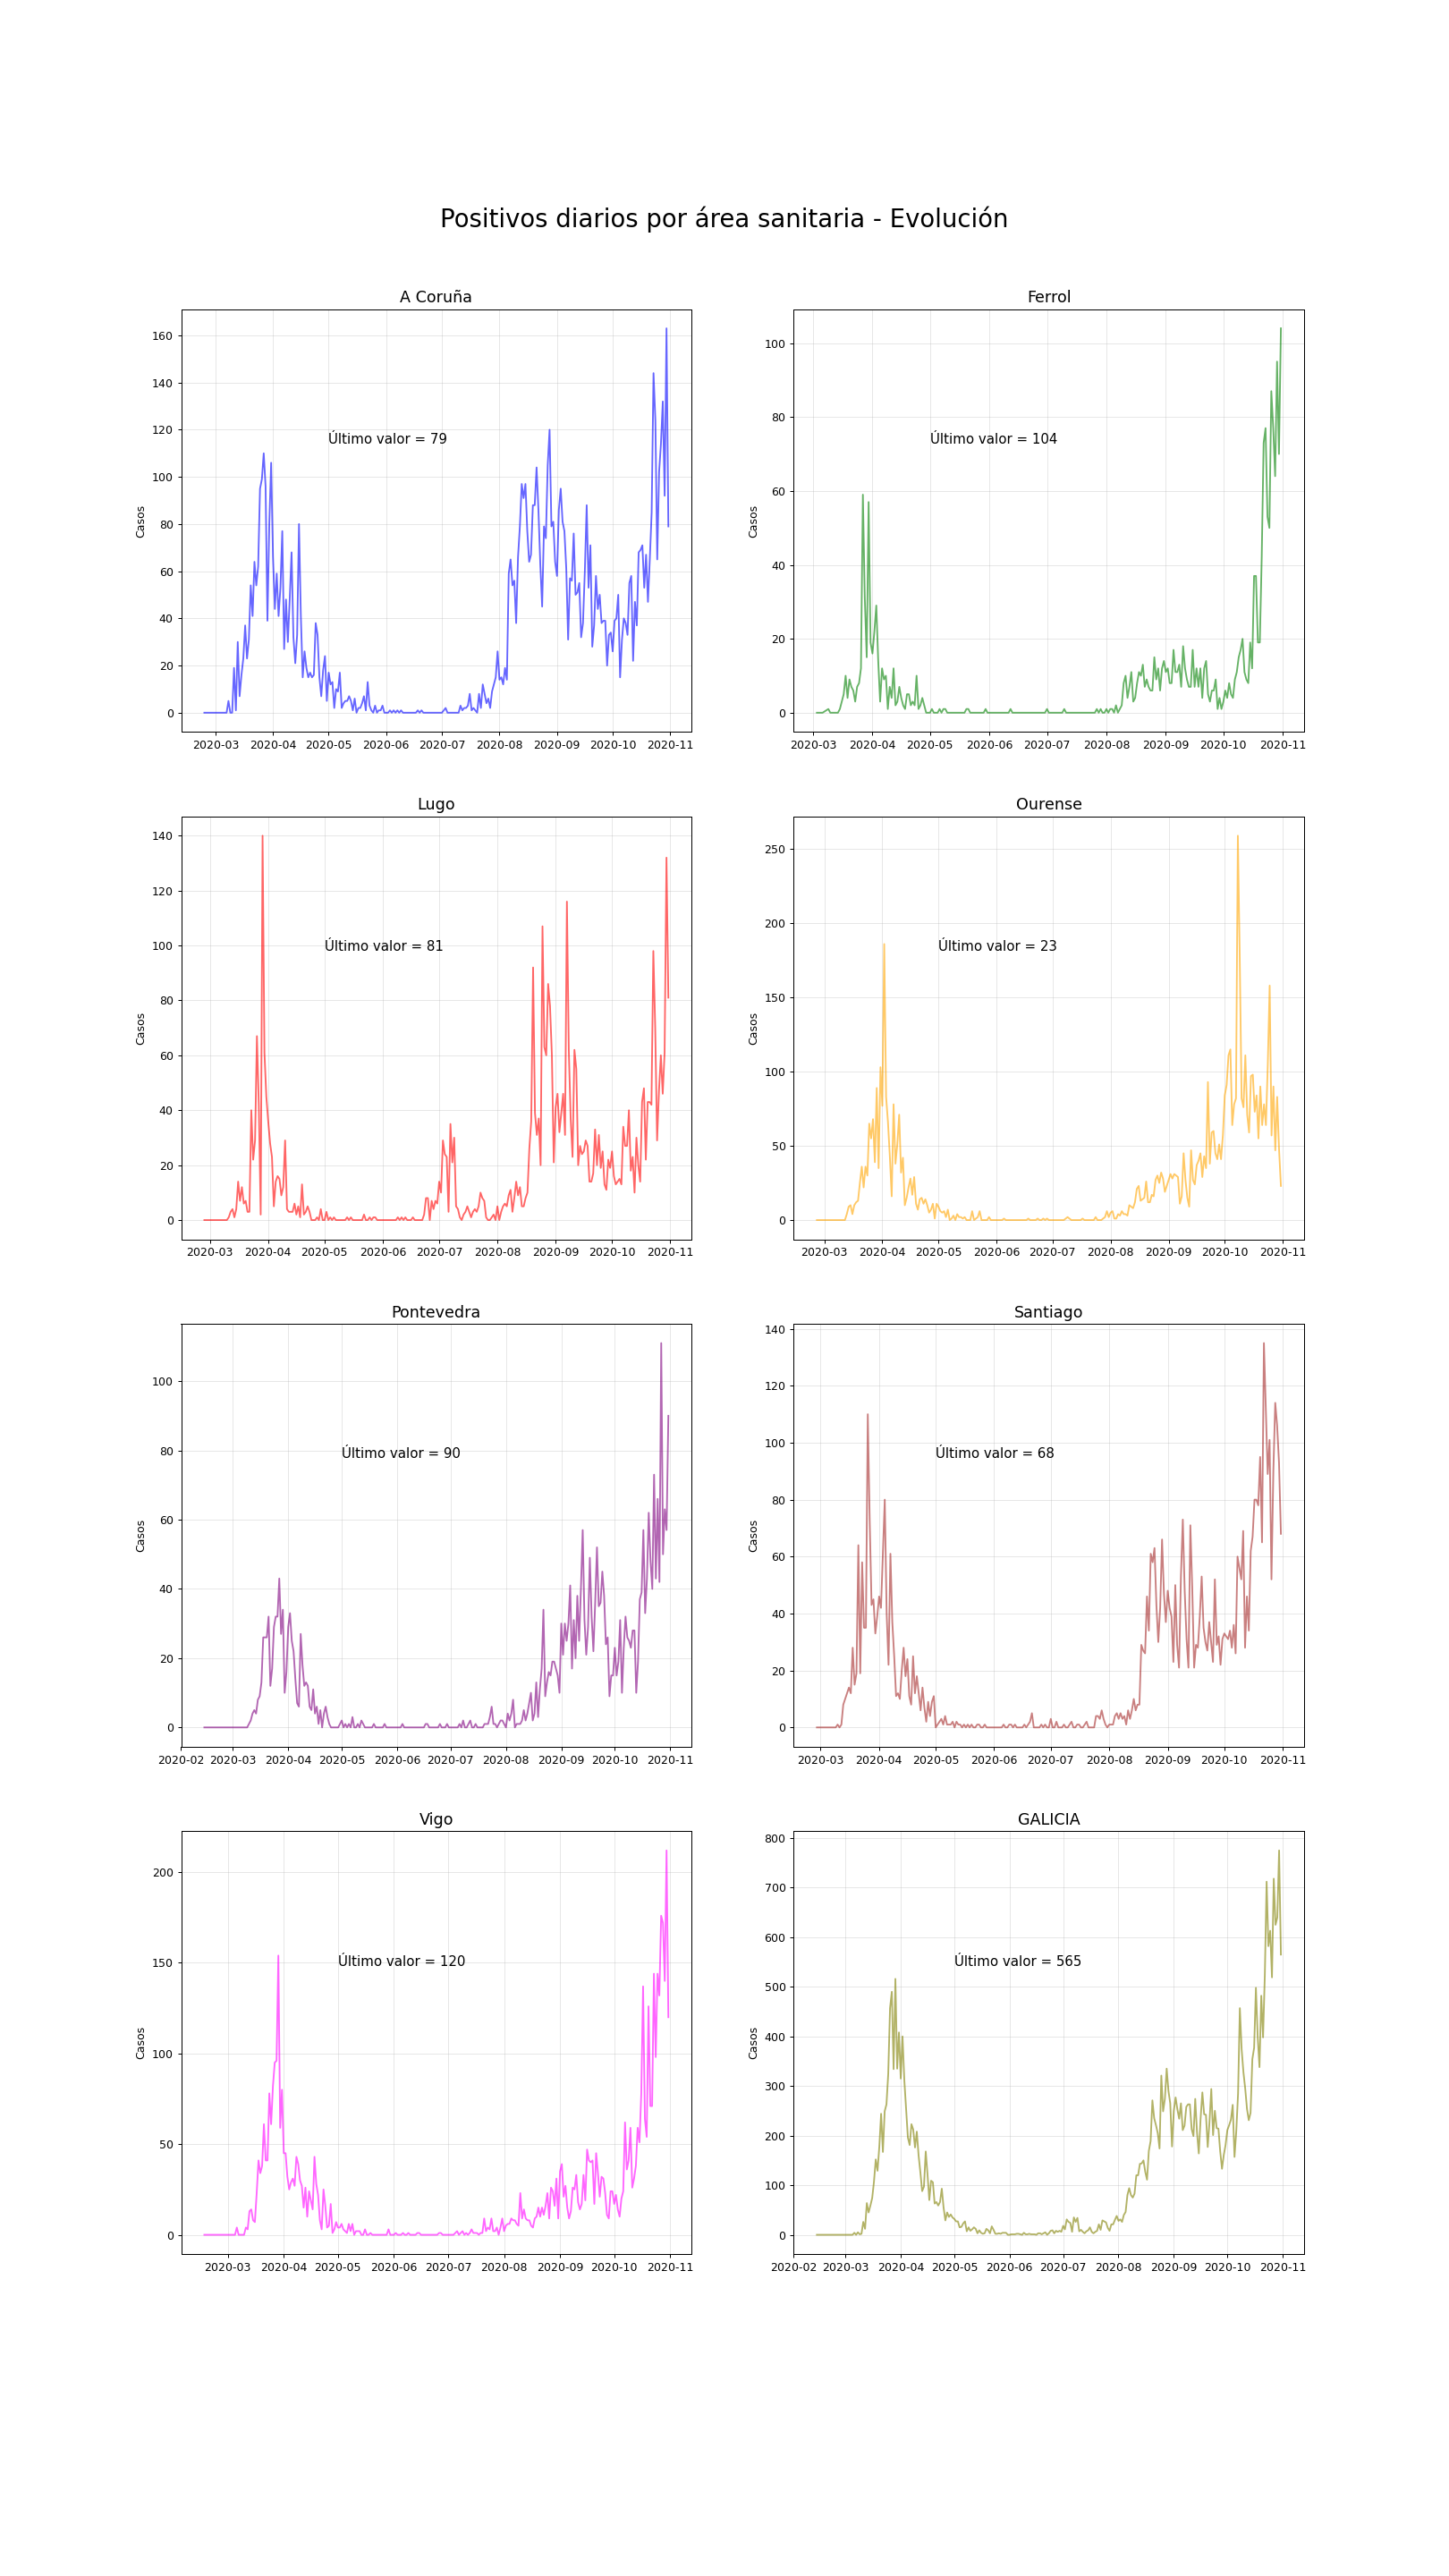 Positivos diarios por área sanitaria - Evolución
A Coruña
Ferrol
160
140
120
100
80
60
40
20
0
Casos
Último valor = 79
2020-03 2020-04 2020-05 2020-06 2020-07 2020-08 2020-09 2020-10 2020-11
100
80
60
40
20
0
Casos
Último valor = 104
2020-03 2020-04 2020-05 2020-06 2020-07 2020-08 2020-09 2020-10 2020-11
Lugo
Ourense
140
120
100
80
60
40
20
0
Casos
Último valor = 81
2020-03 2020-04 2020-05 2020-06 2020-07 2020-08 2020-09 2020-10 2020-11
250
200
150
100
50
0
Casos
Último valor = 23
2020-03 2020-04 2020-05 2020-06 2020-07 2020-08 2020-09 2020-10 2020-11
Pontevedra
Santiago
100
80
60
40
20
0
Casos
Último valor = 90
2020-02 2020-03 2020-04 2020-05 2020-06 2020-07 2020-08 2020-09 2020-10 2020-11
140
120
100
80
60
40
20
0
Casos
Último valor = 68
2020-03 2020-04 2020-05 2020-06 2020-07 2020-08 2020-09 2020-10 2020-11
Vigo
GALICIA
200
150
100
50
0
Casos
Último valor = 120
2020-03 2020-04 2020-05 2020-06 2020-07 2020-08 2020-09 2020-10 2020-11
800
700
600
500
400
300
200
100
0
Casos
Último valor = 565
2020-02 2020-03 2020-04 2020-05 2020-06 2020-07 2020-08 2020-09 2020-10 2020-11